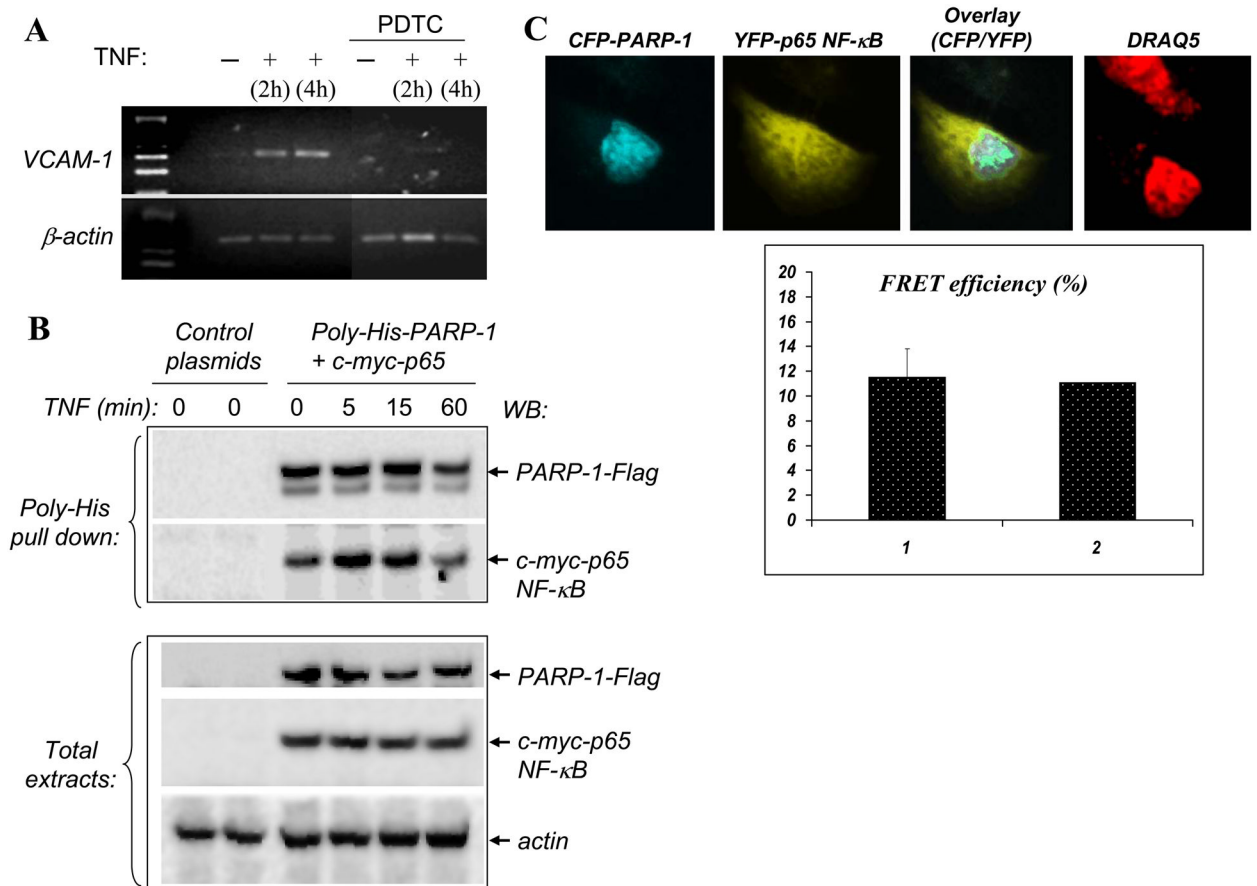 A
PDTC
TNF: – + + – + +
(2h) (4h) (2h) (4h)
VCAM-1
β-actin
B
Control plasmids
Poly-His-PARP-1
+ c-myc-p65
TNF (min): 0 0 0 5 15 60 WB:
Poly-His
pull down:
PARP-1-Flag
c-myc-p65
NF-κB
Total
extracts:
PARP-1-Flag
c-myc-p65
NF-κB
actin
C
CFP-PARP-1
YFP-p65 NF-κB
Overlay
(CFP/YFP)
DRAQ5
FRET efficiency (%)
20
18
16
14
12
10
8
6
4
2
0
1 2